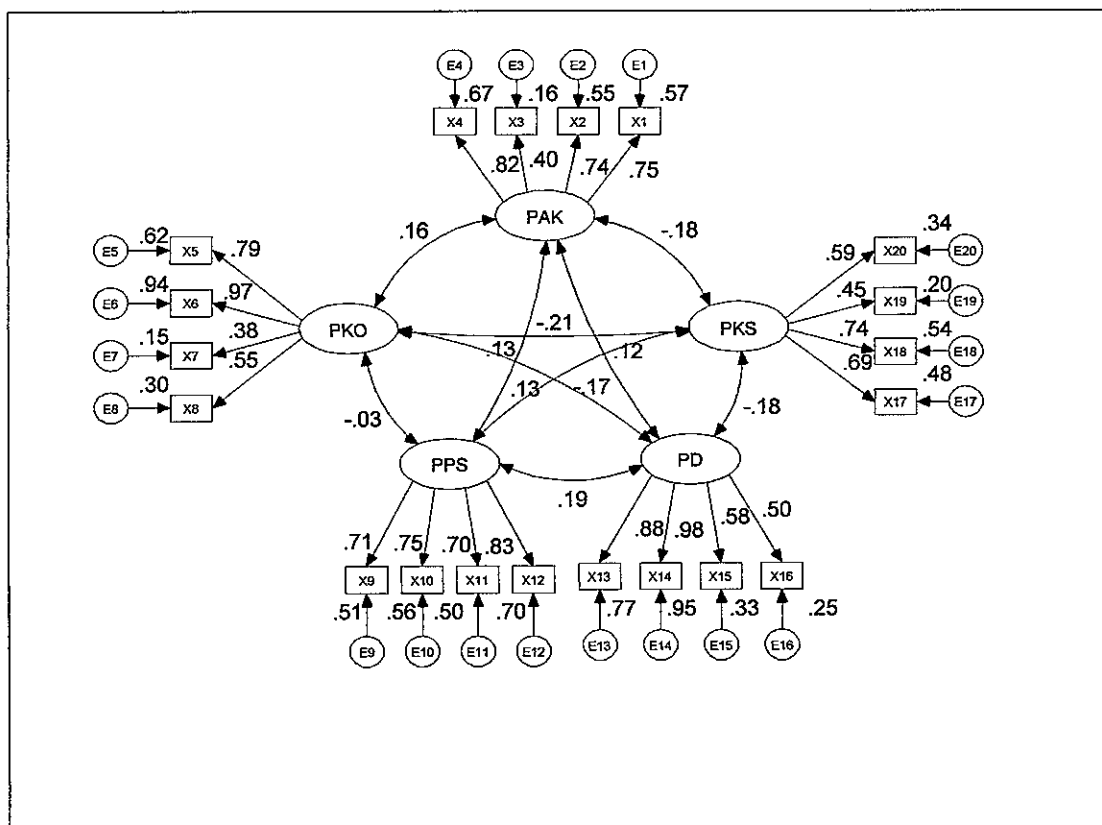 E4 E3 E2 E1
.67 .16 .55 .57
X4 X3 X2 X1
.82 .40 .74 .75
PAK
.16 -.18
E5 .62 X5 .79
E6 .94 X6 .97
E7 .15 X7 .38
E8 .30 X8 .55
PKO
PKS
.59 X20 .34 E20
.45 X19 .20 E19
.74 X18 .54 E18
.69 X17 .48 E17
-.21
.13 .12
.13 -.17
-.03 -.18
PPS PD
.19
.71 .75 .70 .83
.88 .98 .58 .50
X9 X10 X11 X12 X13 X14 X15 X16
.51 .56 .50 .70 .77 .95 .33 .25
E9 E10 E11 E12 E13 E14 E15 E16